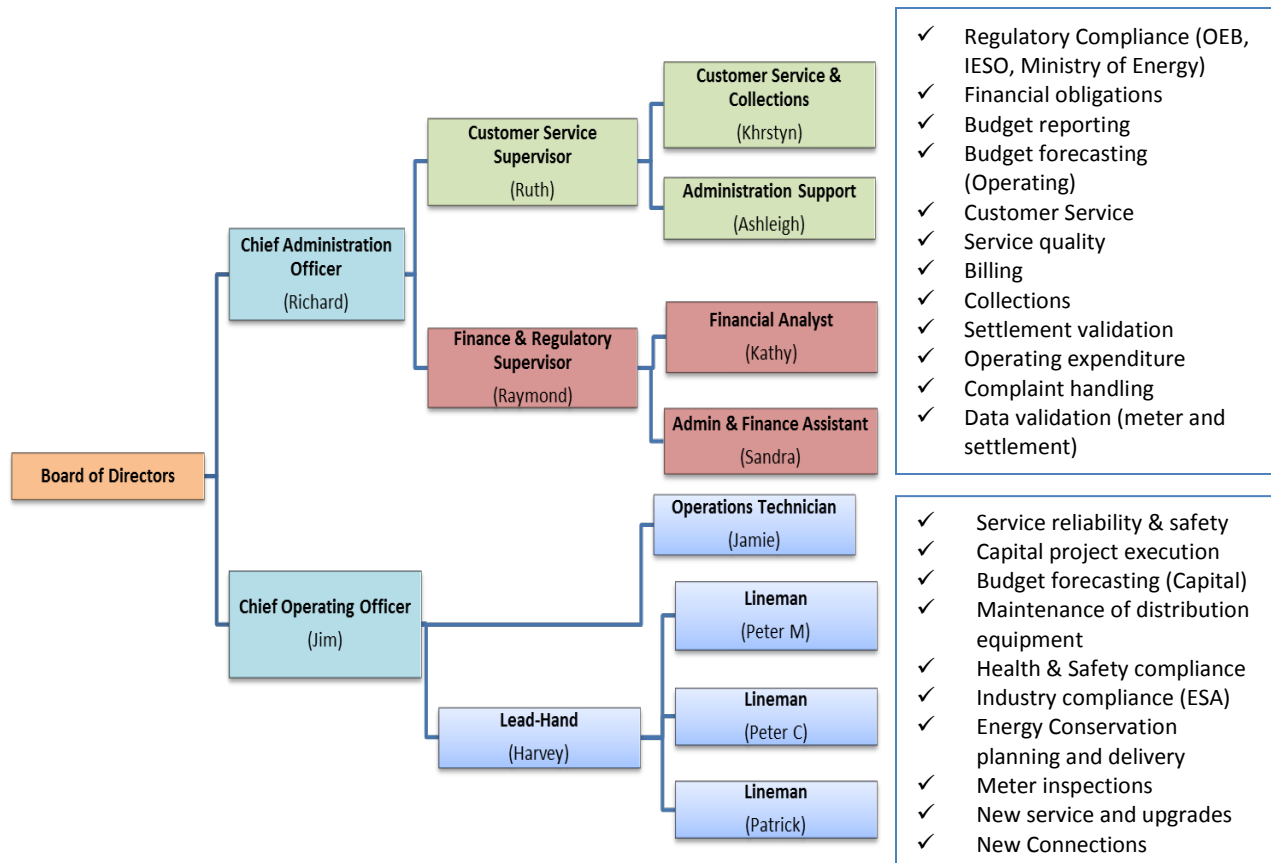 Board of Directors
Chief Administration
Officer
(Richard)
Customer Service
Supervisor
(Ruth)
Customer Service &
Collections
(Khrstyn)
Administration Support
(Ashleigh)
Finance & Regulatory
Supervisor
(Raymond)
Financial Analyst
(Kathy)
Admin & Finance Assistant
(Sandra)
Chief Operating Officer
(Jim)
Operations Technician
(Jamie)
Lead-Hand
(Harvey)
Lineman
(Peter M)
Lineman
(Peter C)
Lineman
(Patrick)
✓ Regulatory Compliance (OEB,
IESO, Ministry of Energy)
✓ Financial obligations
✓ Budget reporting
✓ Budget forecasting
(Operating)
✓ Customer Service
✓ Service quality
✓ Billing
✓ Collections
✓ Settlement validation
✓ Operating expenditure
✓ Complaint handling
✓ Data validation (meter and
settlement)
✓ Service reliability & safety
✓ Capital project execution
✓ Budget forecasting (Capital)
✓ Maintenance of distribution
equipment
✓ Health & Safety compliance
✓ Industry compliance (ESA)
✓ Energy Conservation
planning and delivery
✓ Meter inspections
✓ New service and upgrades
✓ New Connections